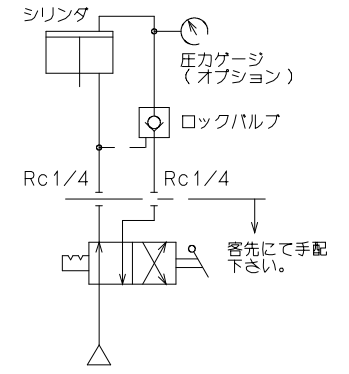 シリンダ
圧力ゲージ
(オプション)
ロックバルブ
Rc1/4
Rc1/4
客先にて手配
下さい。